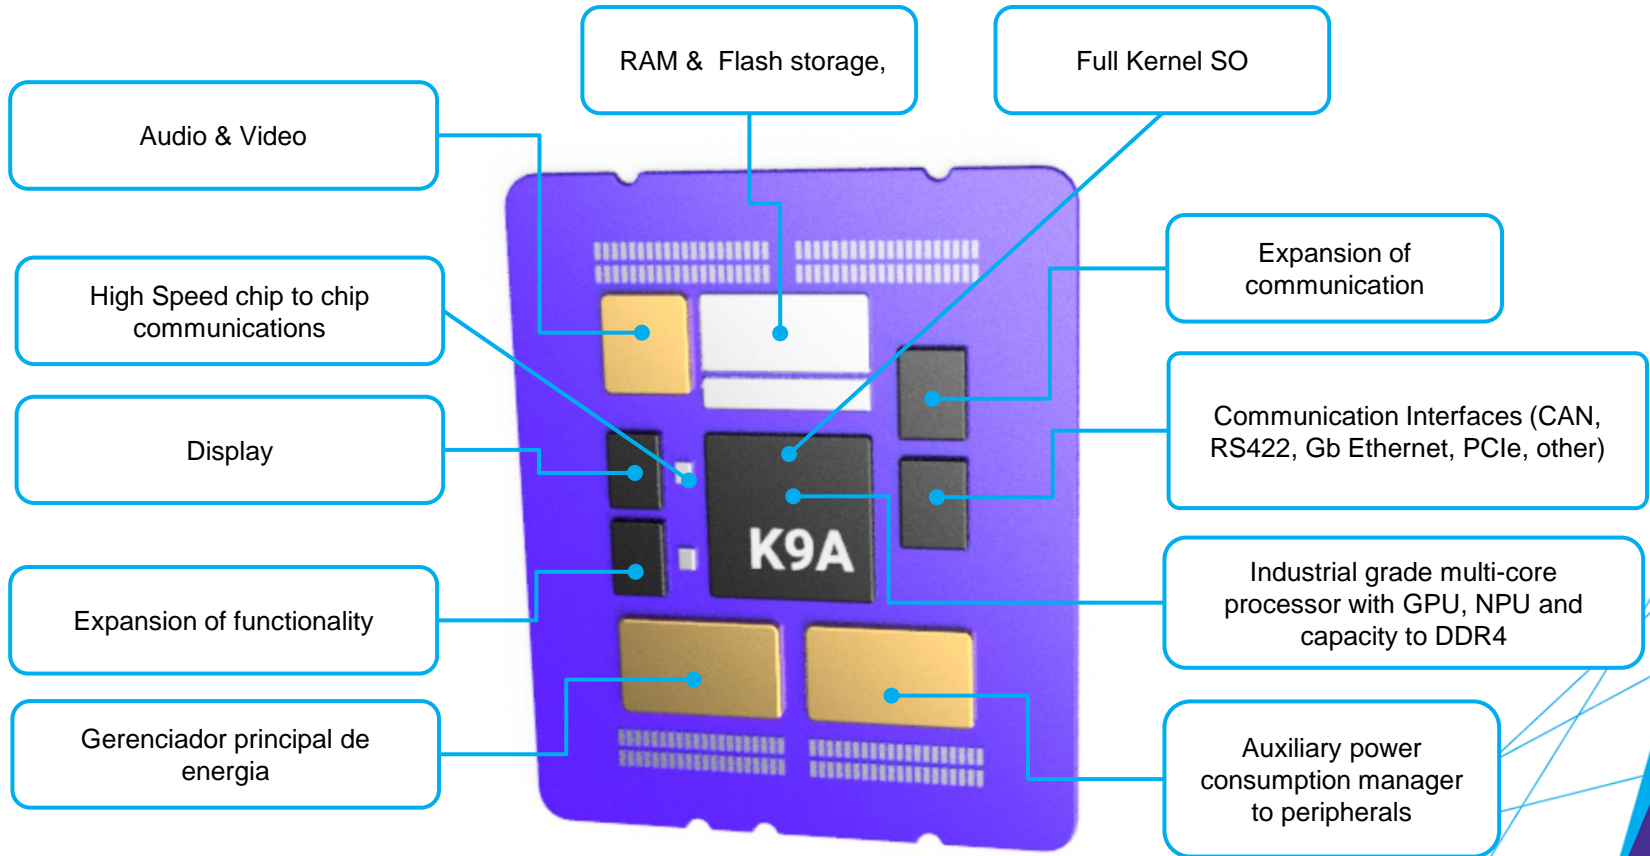 RAM & Flash storage,
Full Kernel SO
Audio & Video
Expansion of
communication
High Speed chip to chip
communications
Communication Interfaces (CAN,
RS422, Gb Ethernet, PCIe, other)
Display
K9A
Industrial grade multi-core
processor with GPU, NPU and
capacity to DDR4
Expansion of functionality
Gerenciador principal de
energia
Auxiliary power
consumption manager
to peripherals